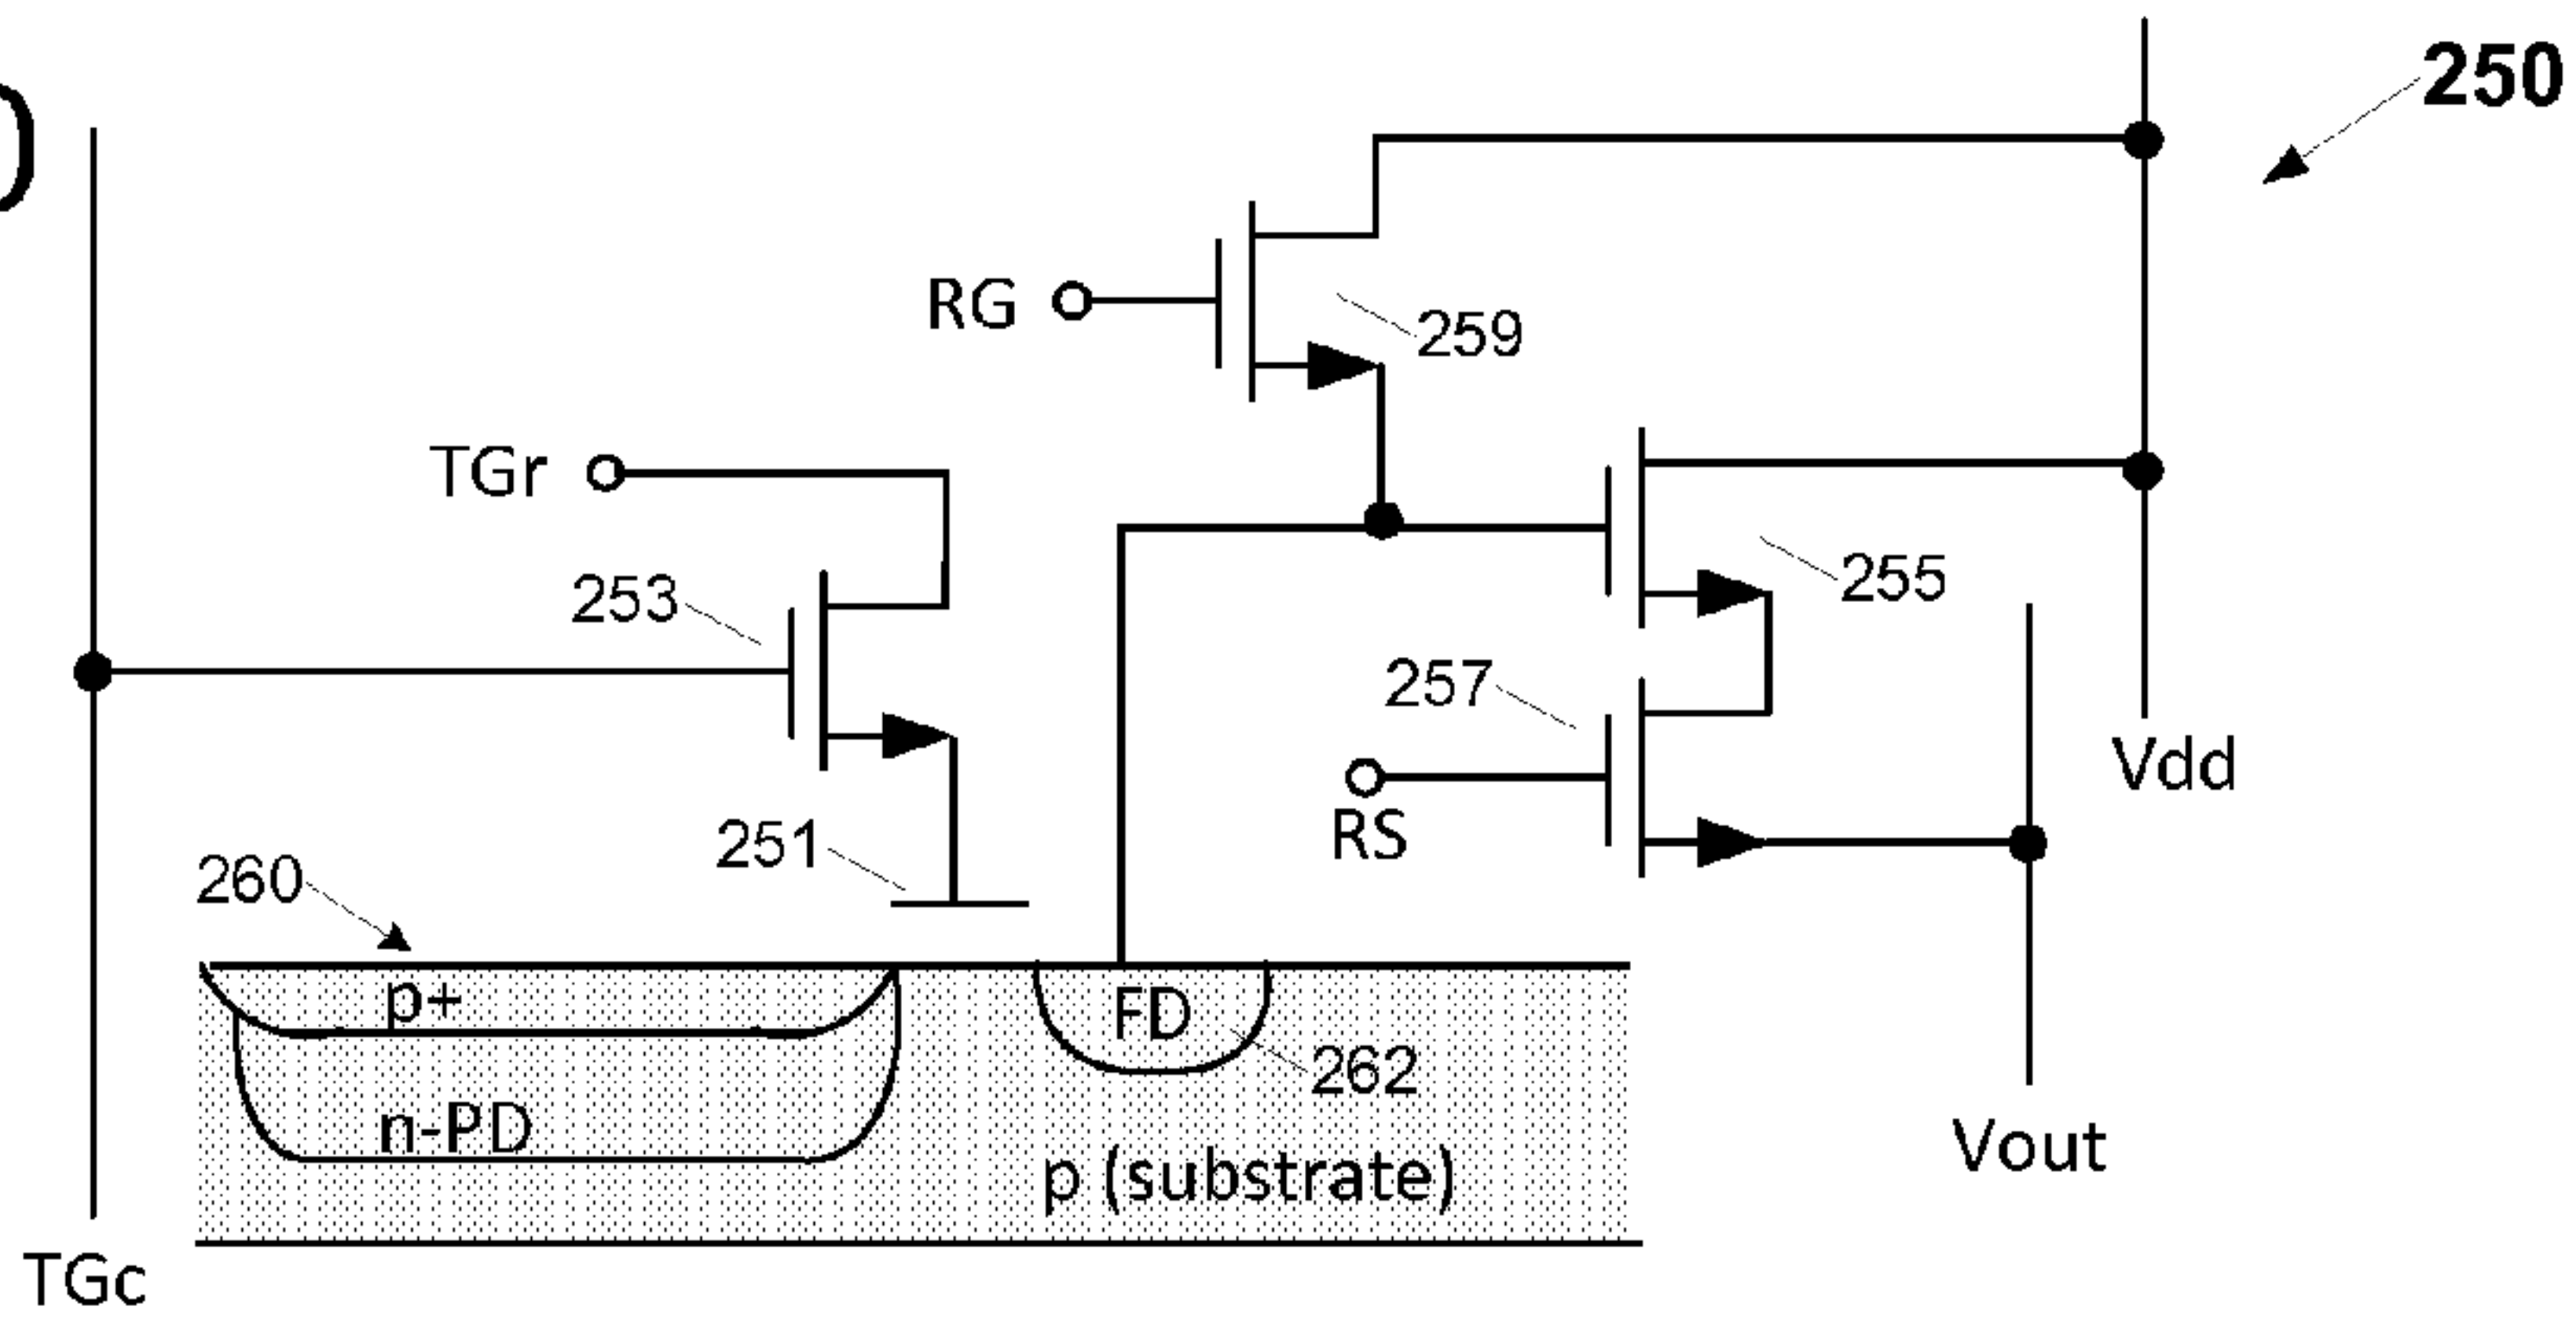 )
250
RG
259
TGr
253
255
257
Vdd
251
RS
260
p+
FD
262
n-PD
Vout
p (substrate)
TGc